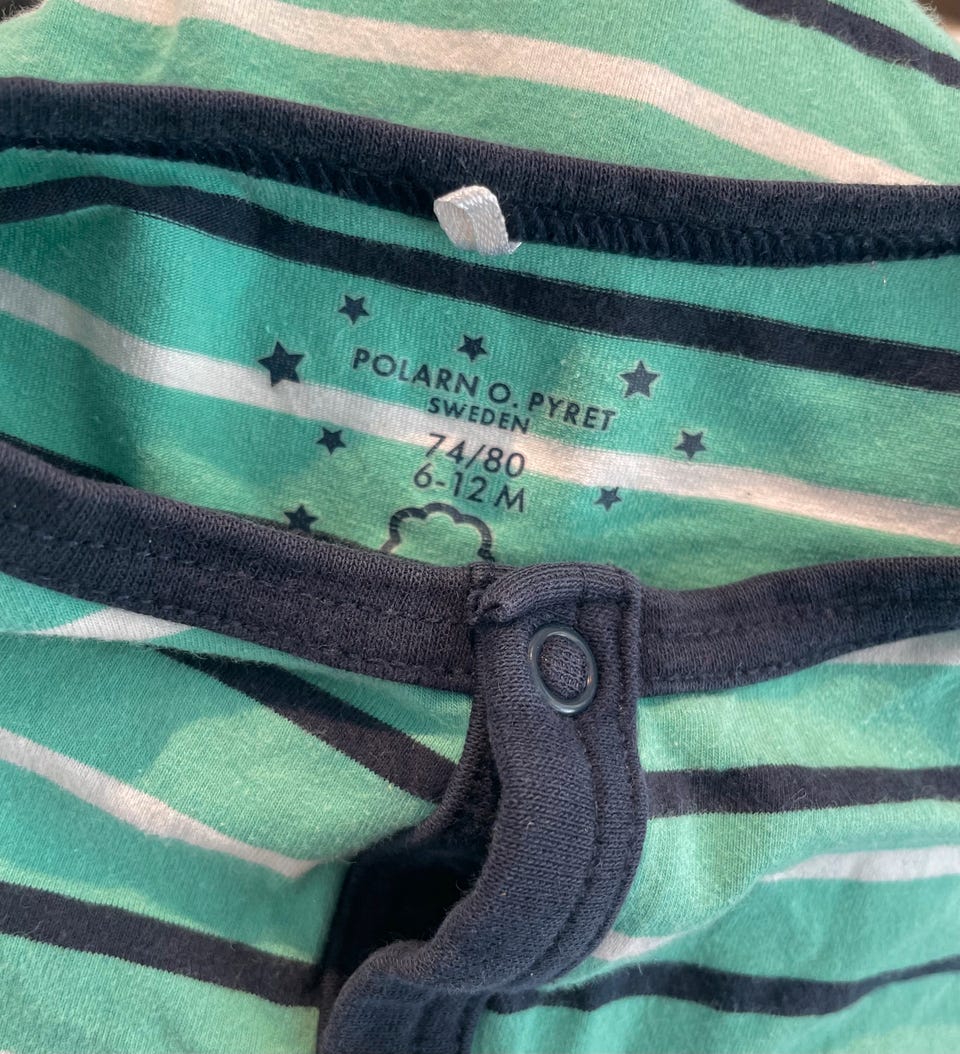 POLARN O. PYRET
SWEDEN
74/80
6-12 M